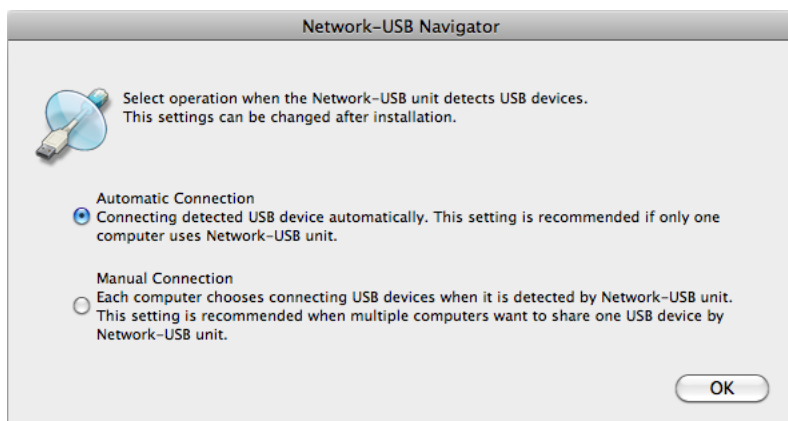 Network-USB Navigator
Select operation when the Network-USB unit detects USB devices.
This settings can be changed after installation.
Automatic Connection
Connecting detected USB device automatically. This setting is recommended if only one
computer uses Network-USB unit.
Manual Connection
Each computer chooses connecting USB devices when it is detected by Network-USB unit.
This setting is recommended when multiple computers want to share one USB device by
Network-USB unit.
OK